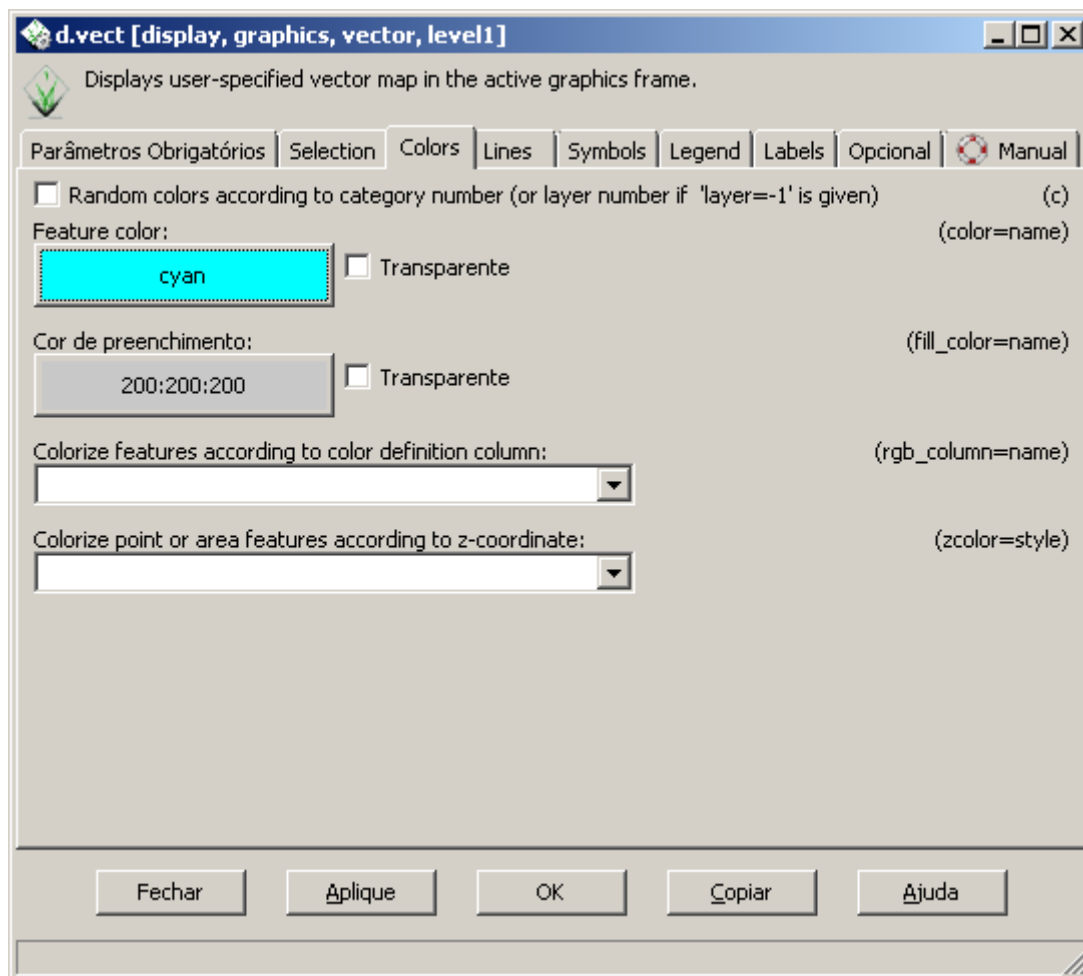 d.vect [display, graphics, vector, level1]
Displays user-specified vector map in the active graphics frame.
Parâmetros Obrigatórios Selection Colors Lines Symbols Legend Labels Opcional Manual
Random colors according to category number (or layer number if 'layer=-1' is given) (c)
Feature color: (color=name)
cyan Transparente
Cor de preenchimento: (fill_color=name)
200:200:200 Transparente
Colorize features according to color definition column: (rgb_column=name)
Colorize point or area features according to z-coordinate: (zcolor=style)
Fechar Aplique OK Copiar Ajuda